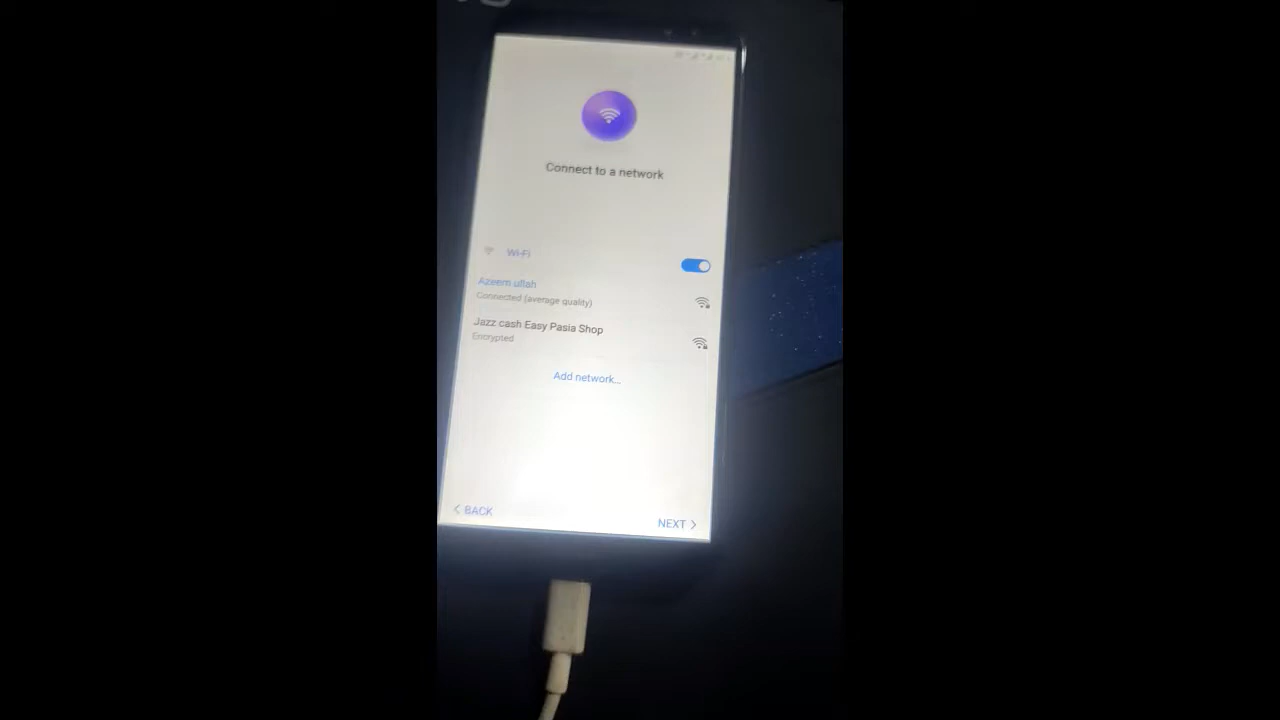 Connect to a network
Wi-Fi
Azeem ullah
Connected (average quality)
Jazz cash Easy Pasia Shop
Encrypted
Add network...
< BACK
NEXT >